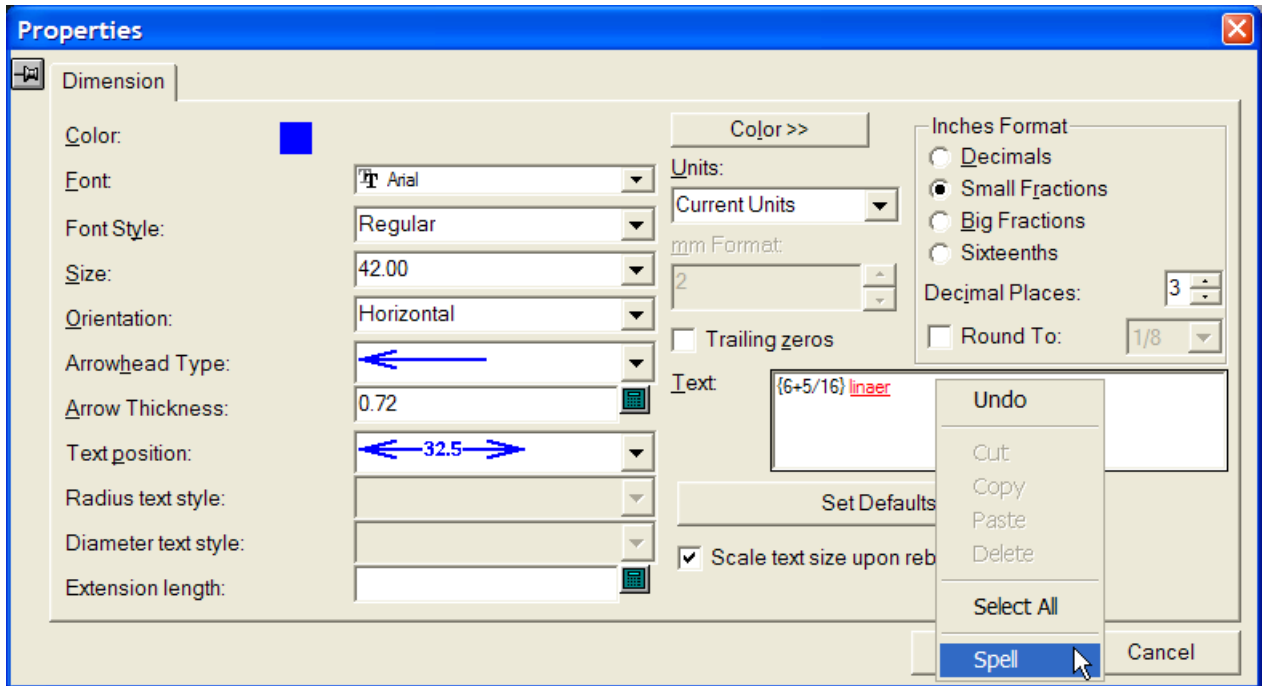 Properties
Dimension
Color:
Font:
Arial
Font Style:
Regular
Size:
42.00
Orientation:
Horizontal
Arrowhead Type:
Arrow Thickness:
0.72
Text position:
32.5
Radius text style:
Diameter text style:
Extension length:
Color >>
Units:
Current Units
mm Format:
2
Trailing zeros
Inches Format
Decimals
Small Fractions
Big Fractions
Sixteenths
Decimal Places:
3
Round To:
1/8
Text:
{6+5/16} linaer
Set Defaults
Scale text size upon reb
Undo
Cut
Copy
Paste
Delete
Select All
Spell
Cancel